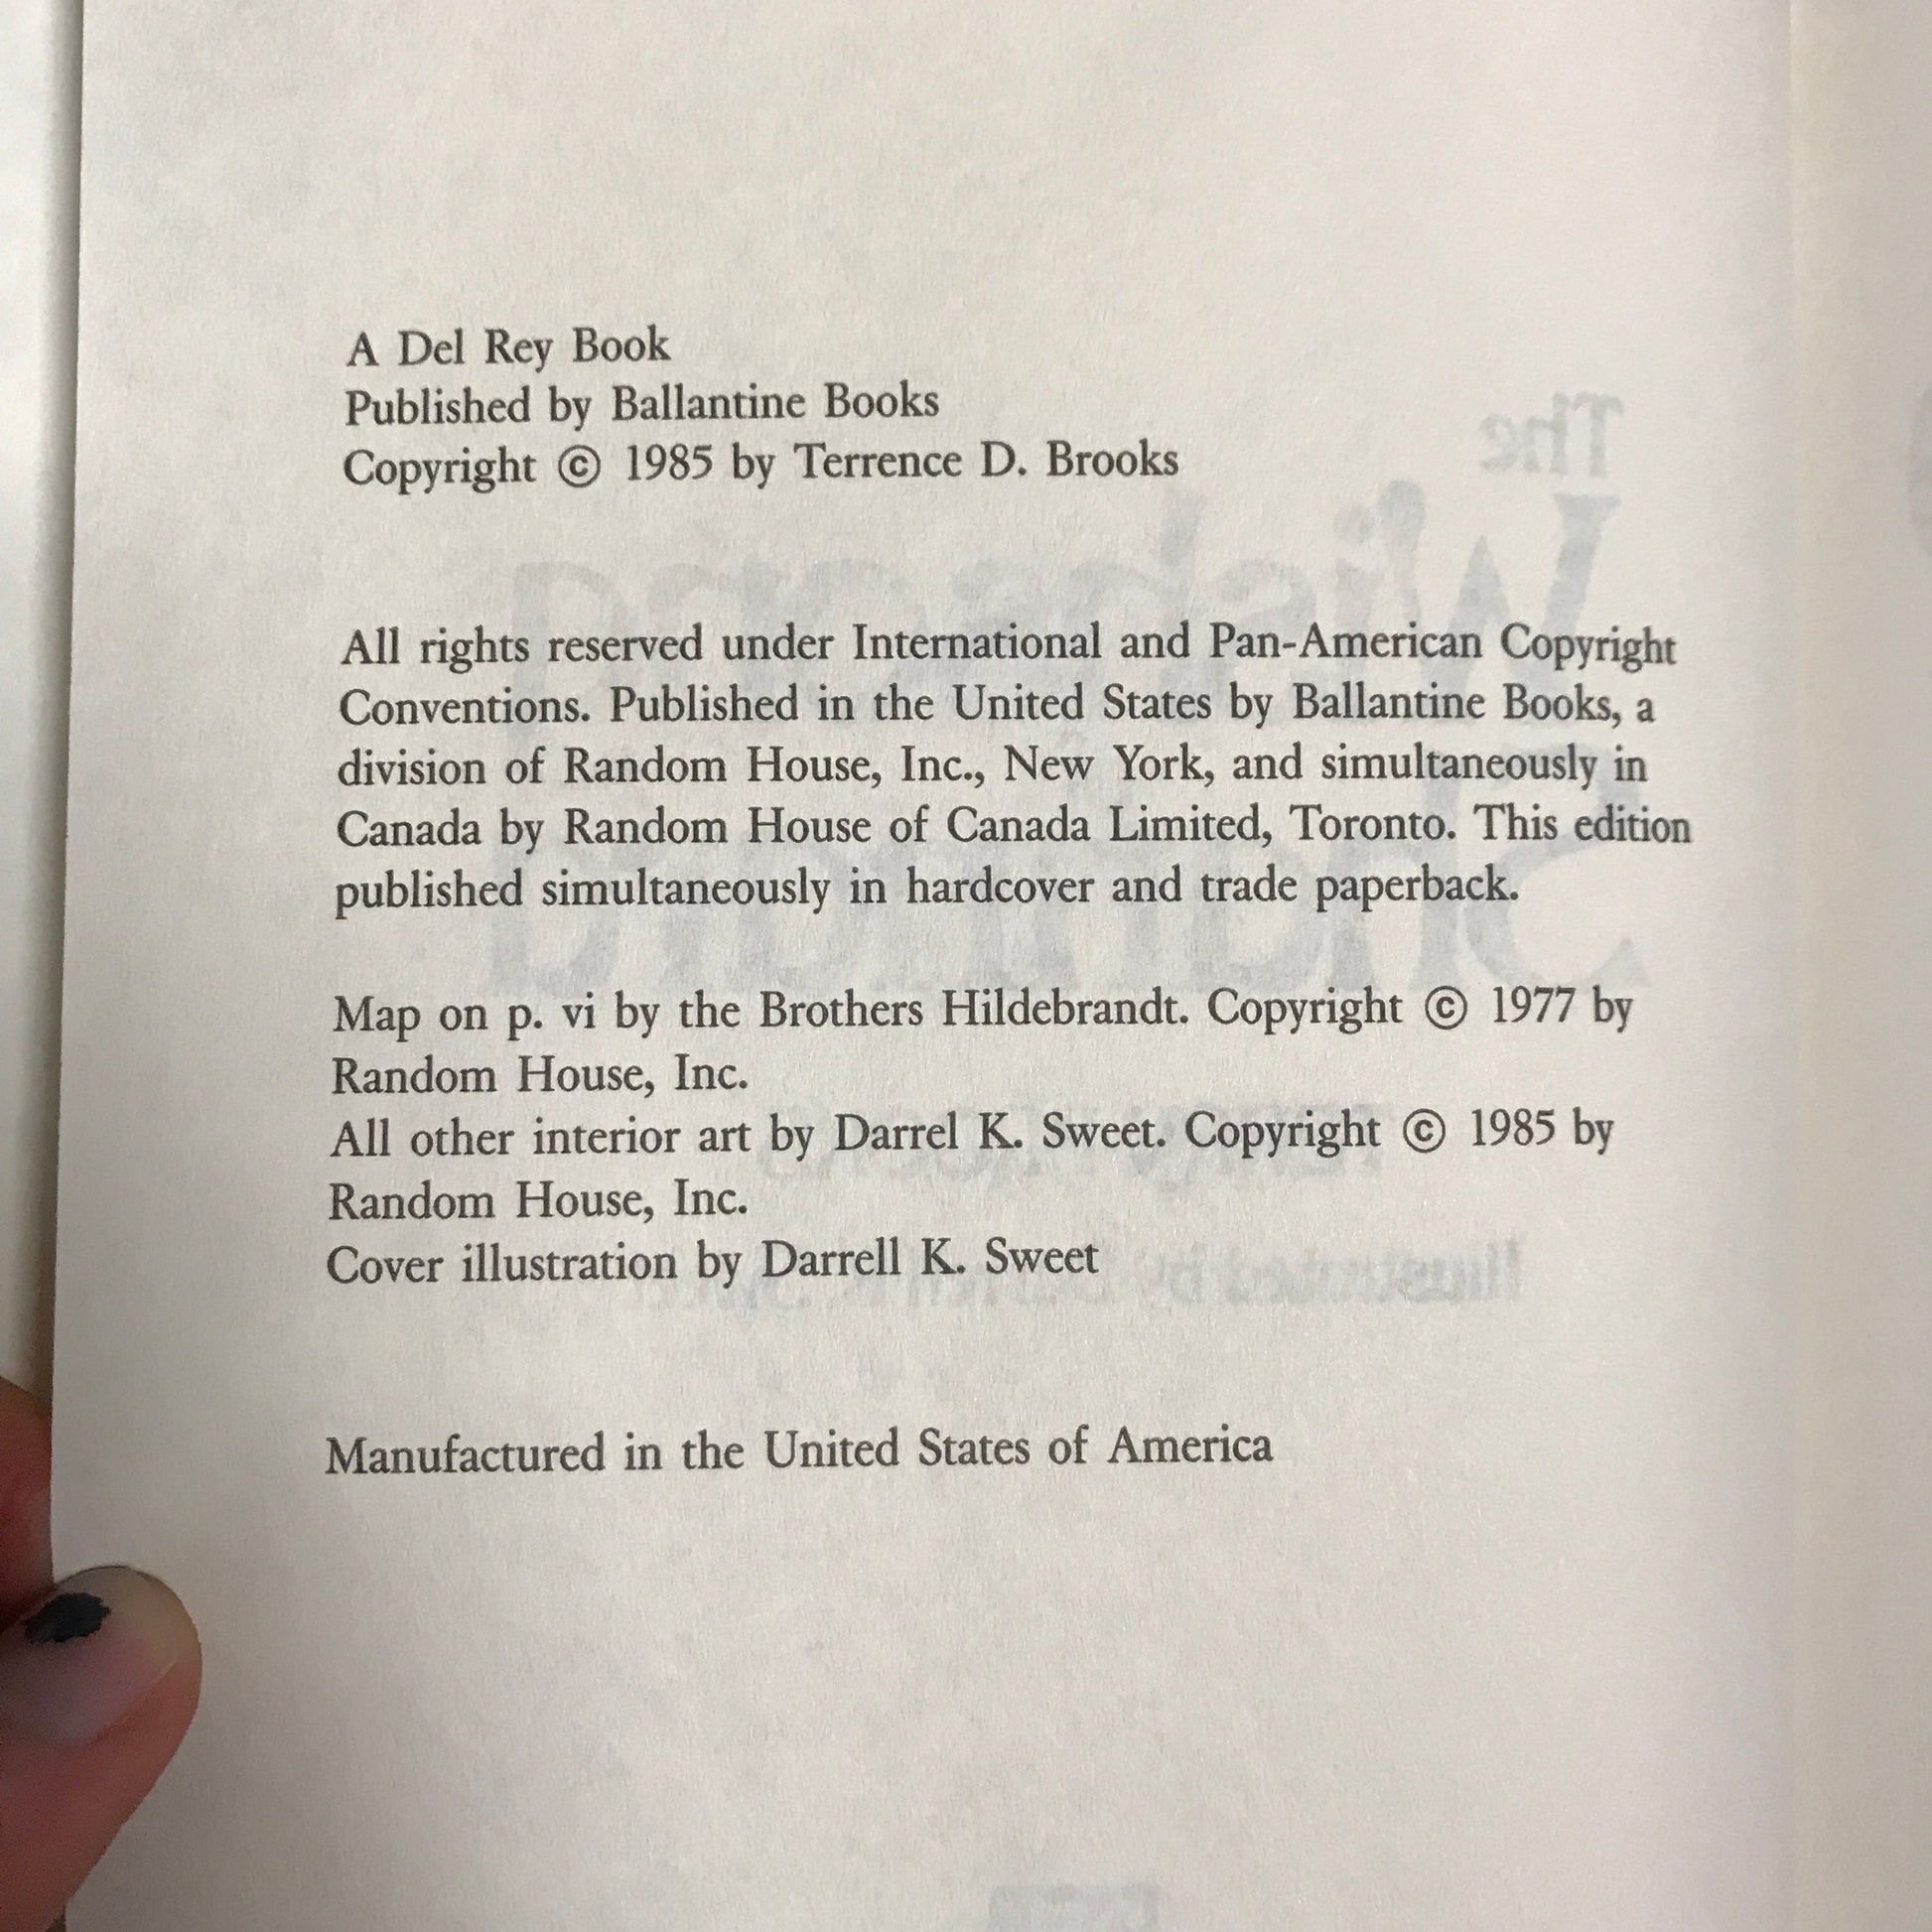 A Del Rey Book
Published by Ballantine Books
Copyright © 1985 by Terrence D. Brooks
All rights reserved under International and Pan-American Copyright
Conventions. Published in the United States by Ballantine Books, a
division of Random House, Inc., New York, and simultaneously in
Canada by Random House of Canada Limited, Toronto. This edition
published simultaneously in hardcover and trade paperback.
Map on p. vi by the Brothers Hildebrandt. Copyright © 1977 by
Random House, Inc.
All other interior art by Darrel K. Sweet. Copyright © 1985 by
Random House, Inc.
Cover illustration by Darrell K. Sweet
Manufactured in the United States of America